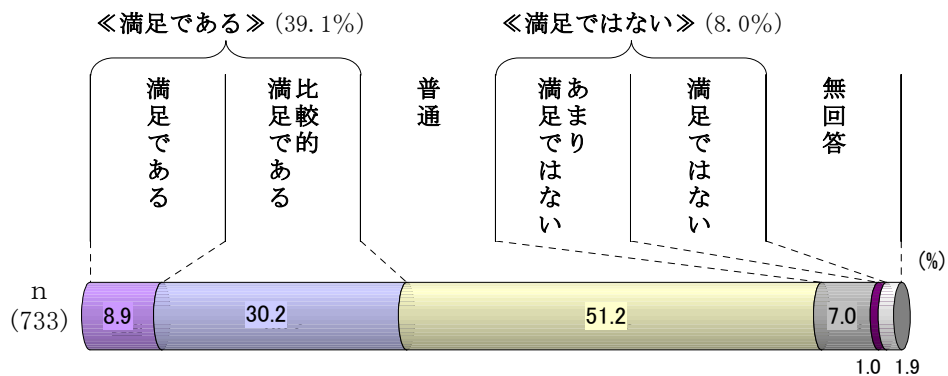 ≪満足である≫ (39.1%)
≪満足ではない≫ (8.0%)
満足である
比較的
満足である
普通
あまり
満足ではない
満足ではない
無回答
(%)
n
(733)
8.9
30.2
51.2
7.0
1.0
1.9